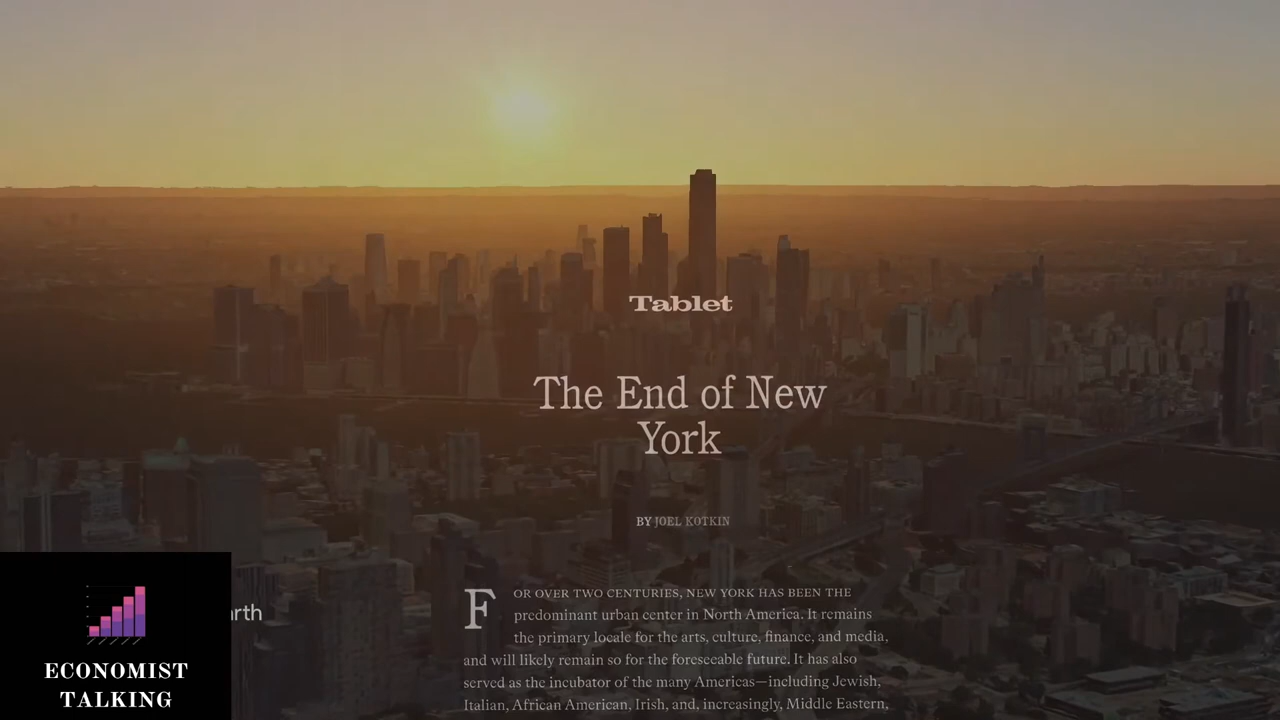 Tablet
The End of New
York
BY JOEL KOTKIN
FOR OVER TWO CENTURIES, NEW YORK HAS BEEN THE
predominant urban center in North America. It remains
the primary locale for the arts, culture, finance, and media,
and will likely remain so for the foreseeable future. It has also
served as the incubator of the many Americas—including Jewish,
Italian, African American, Irish, and, increasingly, Middle Eastern,
arth
ECONOMIST
TALKING